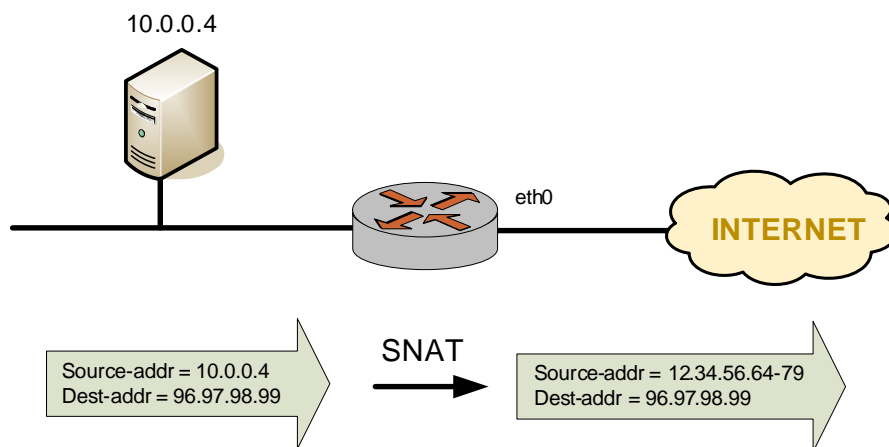 10.0.0.4
eth0
INTERNET
Source-addr = 10.0.0.4
Dest-addr = 96.97.98.99
SNAT
Source-addr = 12.34.56.64-79
Dest-addr = 96.97.98.99